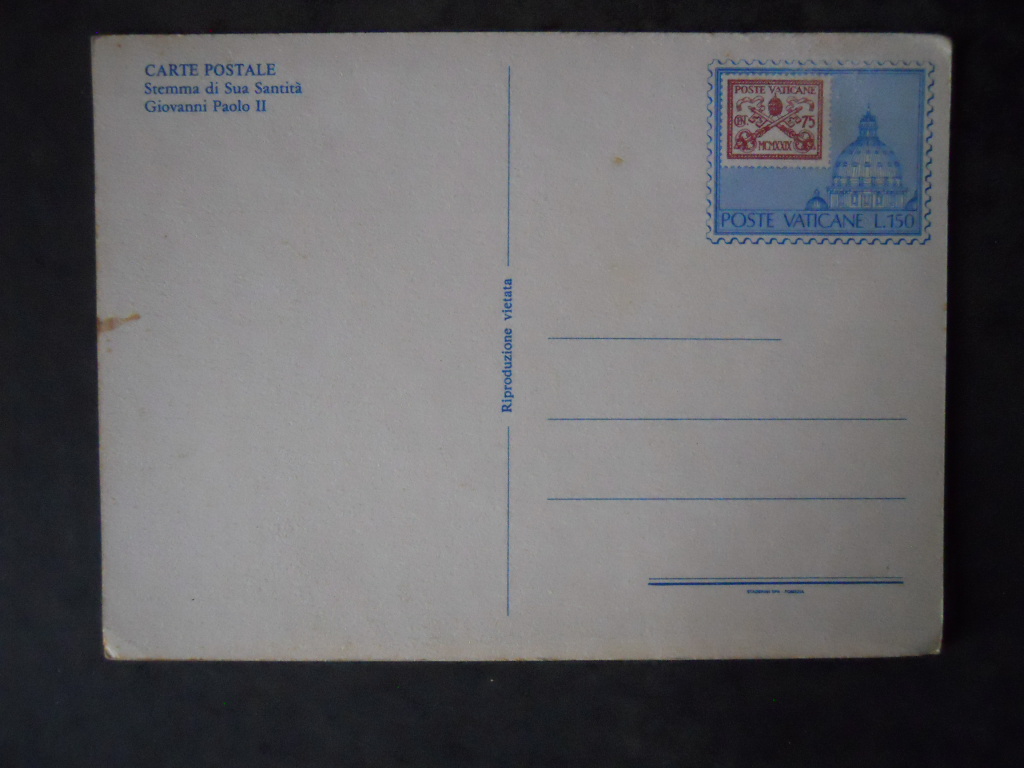 CARTE POSTALE
Stemma di Sua Santità
Giovanni Paolo II
POSTE VATICANE
CENT. 75
MCMXXIX
POSTE VATICANE L.150
Riproduzione vietata